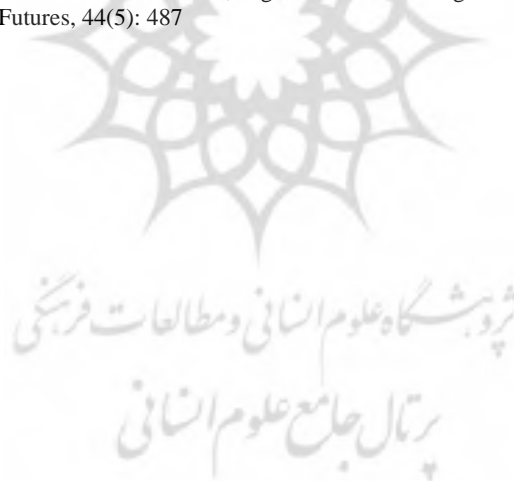 Futures, 44(5): 487
پژوهشگاه علوم انسانی و مطالعات فرهنگی
پرتال جامع علوم انسانی